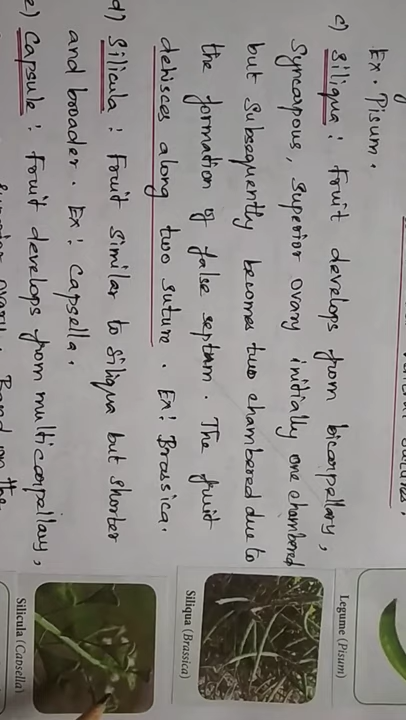 Ex. Pisum.
c) Siliqua : Fruit develops from bicarpellary,
Syncarpous, Superior ovary initially one chambered
but subsequently becomes two chambered due to
the formation of false septum. The fruit
dehisces along two suture. Ex: Brassica.
d) Silicula : Fruit similar to siliqua but shorter
and broader. Ex: Capsella.
e) Capsule : Fruit develops from multicarpellary,
Legume (Pisum)
Siliqua (Brassica)
Silicula (Capsella)